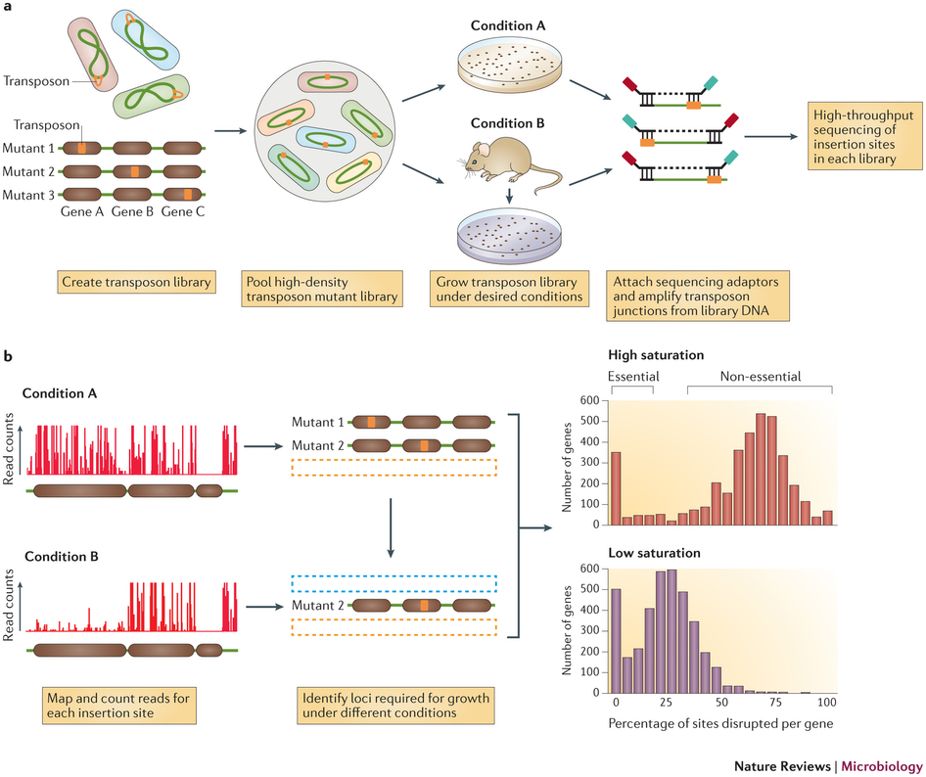 a
Transposon
Transposon
Mutant 1
Mutant 2
Mutant 3
Gene A Gene B Gene C
Condition A
Condition B
High-throughput
sequencing of
insertion sites
in each library
Create transposon library
Pool high-density
transposon mutant library
Grow transposon library
under desired conditions
Attach sequencing adaptors
and amplify transposon
junctions from library DNA
b
Condition A
Read counts
Mutant 1
Mutant 2
Condition B
Read counts
Mutant 2
Map and count reads for
each insertion site
Identify loci required for growth
under different conditions
High saturation
Essential Non-essential
Number of genes
600
500
400
300
200
100
0
Low saturation
Number of genes
600
500
400
300
200
100
0
0 25 50 75 100
Percentage of sites disrupted per gene
Nature Reviews | Microbiology